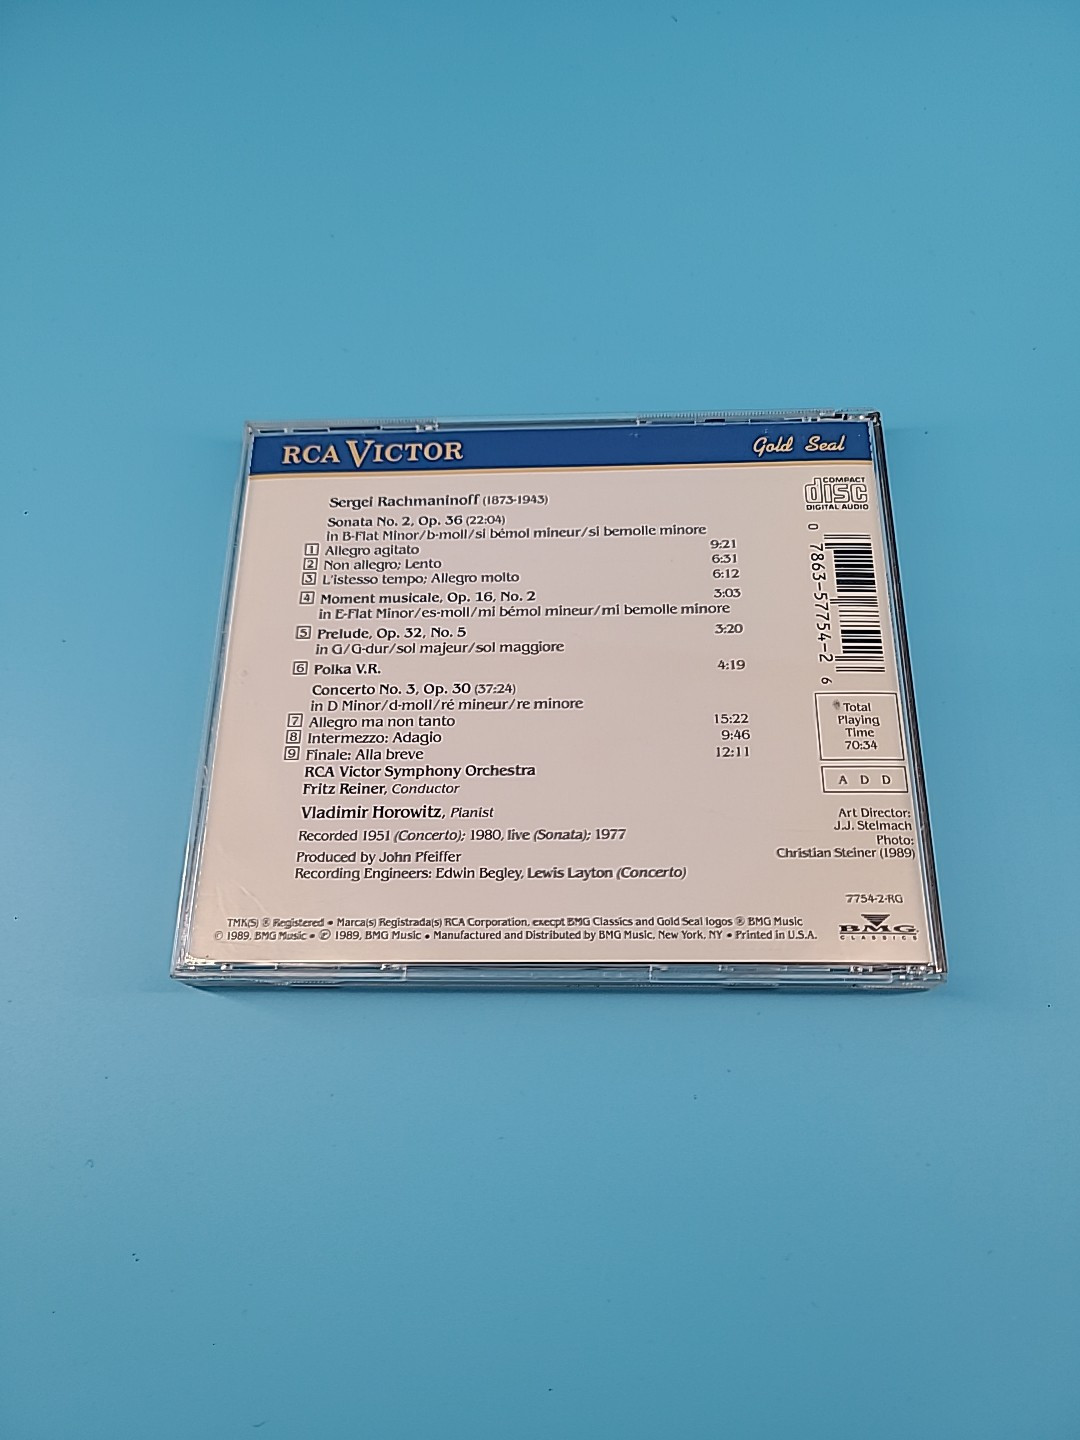 RCA VICTOR
Gold Seal
COMPACT
disc
DIGITAL AUDIO
Sergei Rachmaninoff (1873-1943)
Sonata No. 2, Op. 36 (22:04)
in B-Flat Minor/b-moll/si bémol mineur/si bemolle minore
1 Allegro agitato 9:21
2 Non allegro; Lento 6:31
3 L'istesso tempo; Allegro molto 6:12
4 Moment musicale, Op. 16, No. 2 3:03
in E-Flat Minor/es-moll/mi bémol mineur/mi bemolle minore
5 Prelude, Op. 32, No. 5 3:20
in G/G-dur/sol majeur/sol maggiore
6 Polka V.R. 4:19
Concerto No. 3, Op. 30 (37:24)
in D Minor/d-moll/ré mineur/re minore
7 Allegro ma non tanto 15:22
8 Intermezzo: Adagio 9:46
9 Finale: Alla breve 12:11
RCA Victor Symphony Orchestra
Fritz Reiner, Conductor
Vladimir Horowitz, Pianist
Recorded 1951 (Concerto); 1980, live (Sonata); 1977
Produced by John Pfeiffer
Recording Engineers: Edwin Begley, Lewis Layton (Concerto)
0 7863-57754-2 6
Total
Playing
Time
70:34
A D D
Art Director:
J.J. Stelmach
Photo:
Christian Steiner (1989)
7754-2-RG
BMG
CLASSICS
TMK(S) ® Registered • Marca(s) Registrada(s) RCA Corporation, execpt BMG Classics and Gold Seal logos ® BMG Music
© 1989, BMG Music • ℗ 1989, BMG Music • Manufactured and Distributed by BMG Music, New York, NY • Printed in U.S.A.